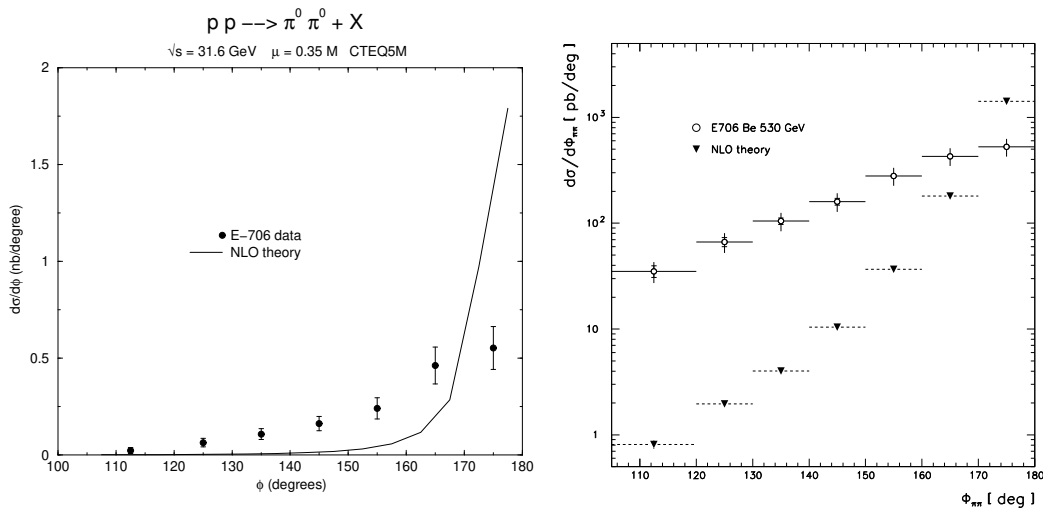 p p --> π⁰ π⁰ + X
√s = 31.6 GeV μ = 0.35 M CTEQ5M
dσ/dφ (nb/degree)
2
1.5
1
0.5
0
E−706 data
NLO theory
100 110 120 130 140 150 160 170 180
φ (degrees)
dσ/dΦππ [ pb/deg ]
10³
10²
10
1
E706 Be 530 GeV
NLO theory
110 120 130 140 150 160 170 180
Φππ [ deg ]